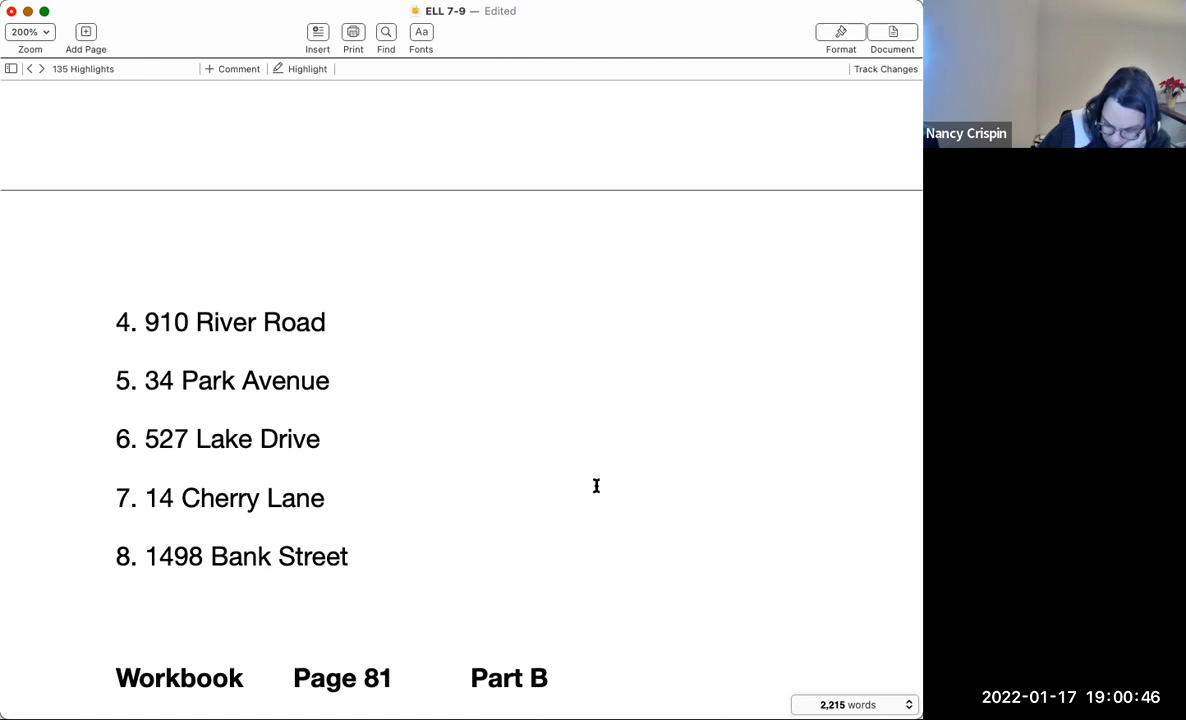 ELL 7-9 — Edited
200%
Zoom
Add Page
Insert
Print
Find
Fonts
Format
Document
135 Highlights
+ Comment
Highlight
Track Changes
4. 910 River Road
5. 34 Park Avenue
6. 527 Lake Drive
7. 14 Cherry Lane
8. 1498 Bank Street
Workbook Page 81 Part B
2,215 words
Nancy Crispin
2022-01-17 19:00:46